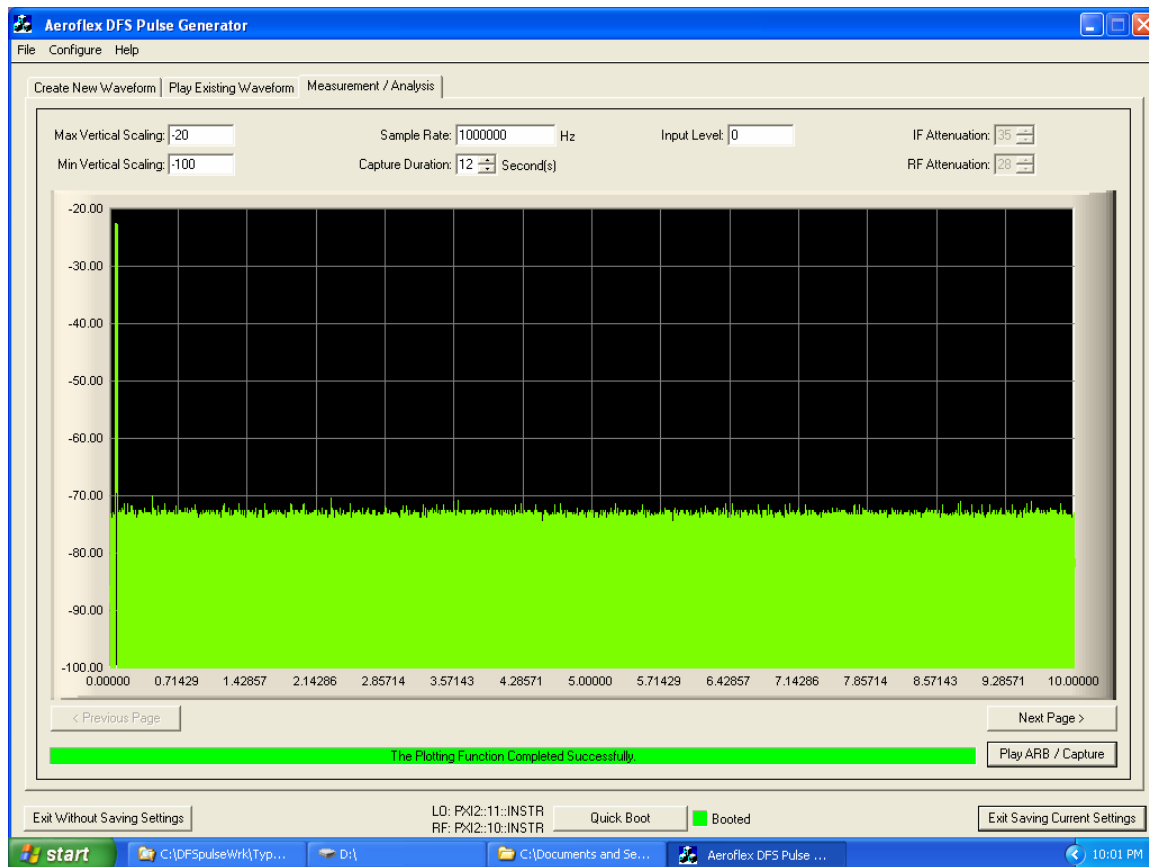 Aeroflex DFS Pulse Generator
File Configure Help
Create New Waveform Play Existing Waveform Measurement / Analysis
Max Vertical Scaling: -20 Sample Rate: 1000000 Hz Input Level: 0 IF Attenuation: 35
Min Vertical Scaling: -100 Capture Duration: 12 Second(s) RF Attenuation: 28
-20.00
-30.00
-40.00
-50.00
-60.00
-70.00
-80.00
-90.00
-100.00
0.00000 0.71429 1.42857 2.14286 2.85714 3.57143 4.28571 5.00000 5.71429 6.42857 7.14286 7.85714 8.57143 9.28571 10.00000
< Previous Page Next Page >
The Plotting Function Completed Successfully. Play ARB / Capture
Exit Without Saving Settings LO: PXI2::11::INSTR Quick Boot Booted Exit Saving Current Settings
RF: PXI2::10::INSTR
start C:\DFSpulseWrk\Typ... D:\ C:\Documents and Se... Aeroflex DFS Pulse ... 10:01 PM